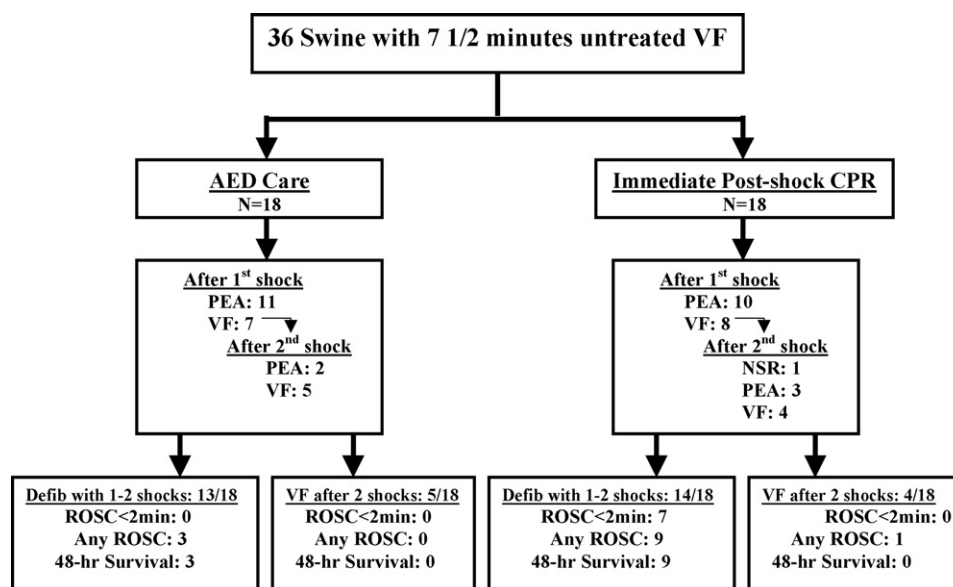 36 Swine with 7 1/2 minutes untreated VF
AED Care
N=18
Immediate Post-shock CPR
N=18
After 1st shock
PEA: 11
VF: 7
After 2nd shock
PEA: 2
VF: 5
After 1st shock
PEA: 10
VF: 8
After 2nd shock
NSR: 1
PEA: 3
VF: 4
Defib with 1-2 shocks: 13/18
ROSC<2min: 0
Any ROSC: 3
48-hr Survival: 3
VF after 2 shocks: 5/18
ROSC<2min: 0
Any ROSC: 0
48-hr Survival: 0
Defib with 1-2 shocks: 14/18
ROSC<2min: 7
Any ROSC: 9
48-hr Survival: 9
VF after 2 shocks: 4/18
ROSC<2min: 0
Any ROSC: 1
48-hr Survival: 0